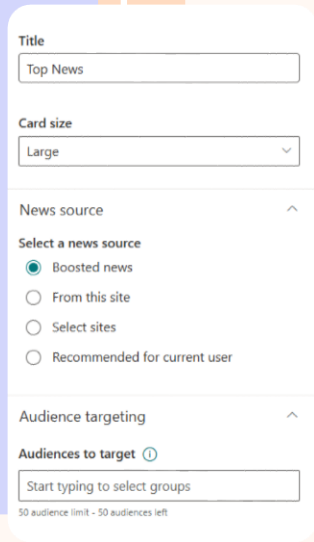 Title
Top News
Card size
Large
News source
Select a news source
Boosted news
From this site
Select sites
Recommended for current user
Audience targeting
Audiences to target
Start typing to select groups
50 audience limit - 50 audiences left